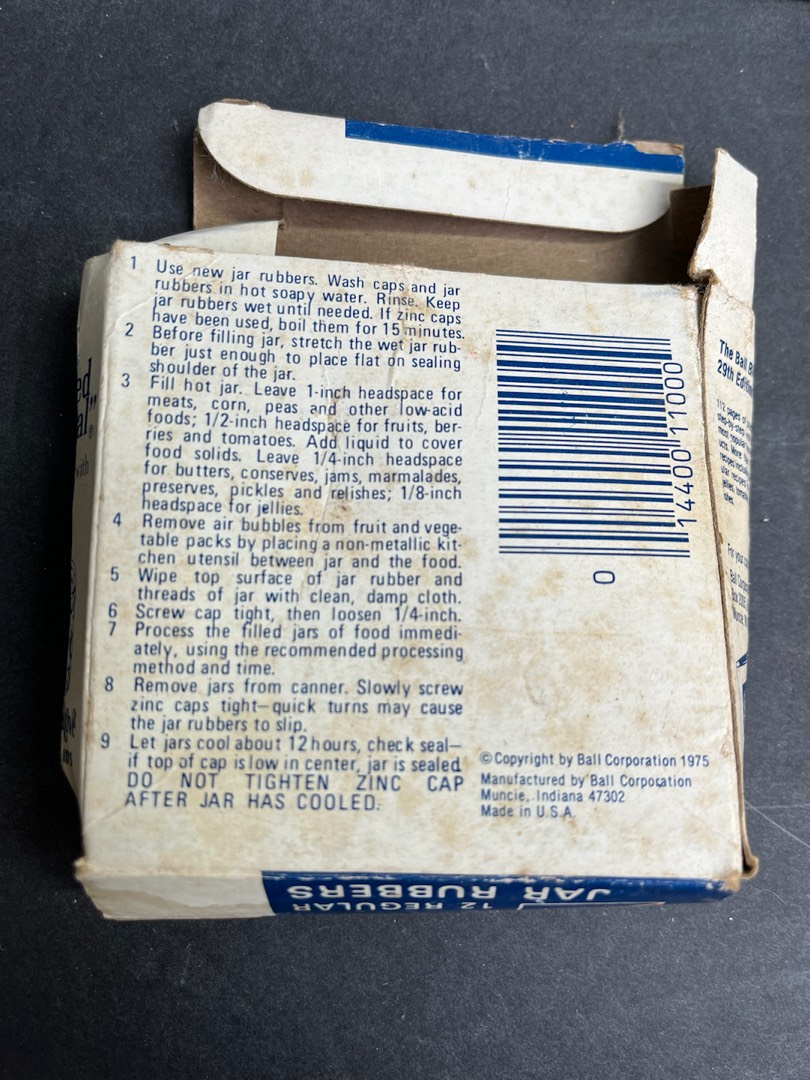 1 Use new jar rubbers. Wash caps and jar
rubbers in hot soapy water. Rinse. Keep
jar rubbers wet until needed. If zinc caps
have been used, boil them for 15 minutes.
2 Before filling jar, stretch the wet jar rub-
ber just enough to place flat on sealing
shoulder of the jar.
3 Fill hot jar. Leave 1-inch headspace for
meats, corn, peas and other low-acid
foods; 1/2-inch headspace for fruits, ber-
ries and tomatoes. Add liquid to cover
food solids. Leave 1/4-inch headspace
for butters, conserves, jams, marmalades,
preserves, pickles and relishes; 1/8-inch
headspace for jellies.
4 Remove air bubbles from fruit and vege-
table packs by placing a non-metallic kit-
chen utensil between jar and the food.
5 Wipe top surface of jar rubber and
threads of jar with clean, damp cloth.
6 Screw cap tight, then loosen 1/4-inch.
7 Process the filled jars of food immedi-
ately, using the recommended processing
method and time.
8 Remove jars from canner. Slowly screw
zinc caps tight—quick turns may cause
the jar rubbers to slip.
9 Let jars cool about 12 hours, check seal—
if top of cap is low in center, jar is sealed
DO NOT TIGHTEN ZINC CAP
AFTER JAR HAS COOLED.
14400 11000
0
© Copyright by Ball Corporation 1975
Manufactured by Ball Corporation
Muncie, Indiana 47302
Made in U.S.A.
The Ball
29th Edition
112 pages of
For your
12 REGULAR
JAR RUBBERS